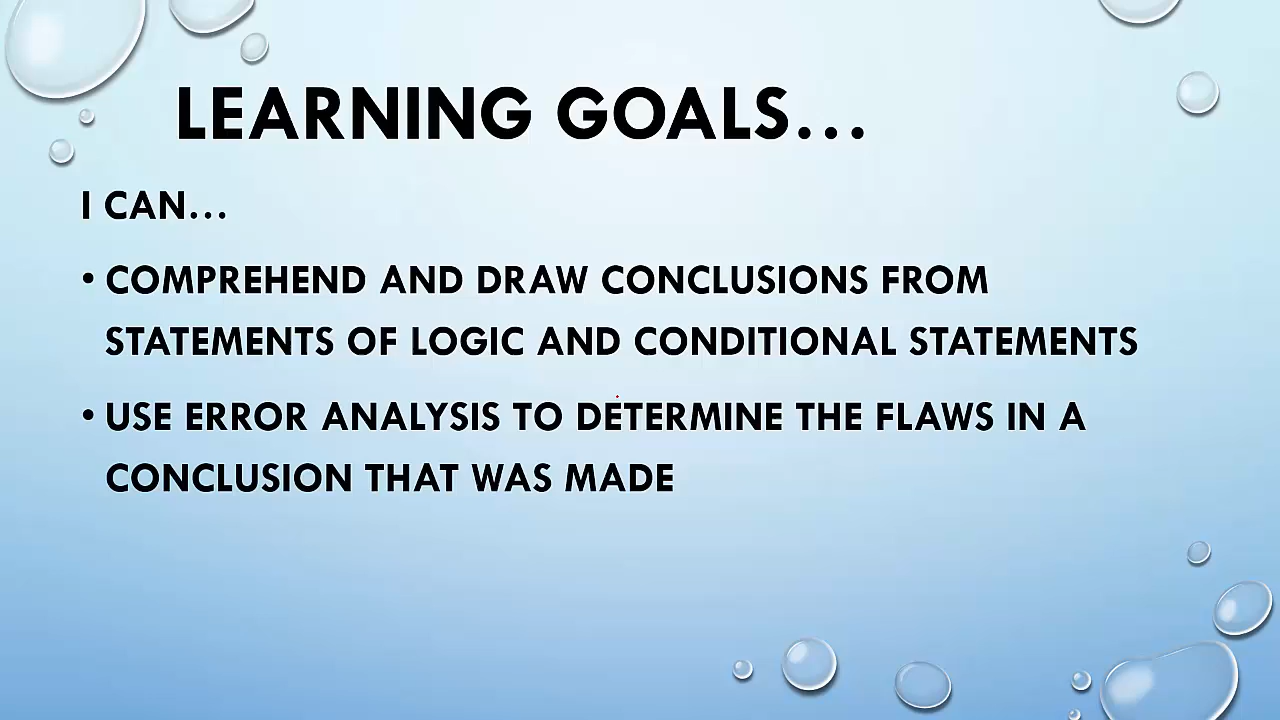 LEARNING GOALS...
I CAN...
• COMPREHEND AND DRAW CONCLUSIONS FROM
STATEMENTS OF LOGIC AND CONDITIONAL STATEMENTS
• USE ERROR ANALYSIS TO DETERMINE THE FLAWS IN A
CONCLUSION THAT WAS MADE